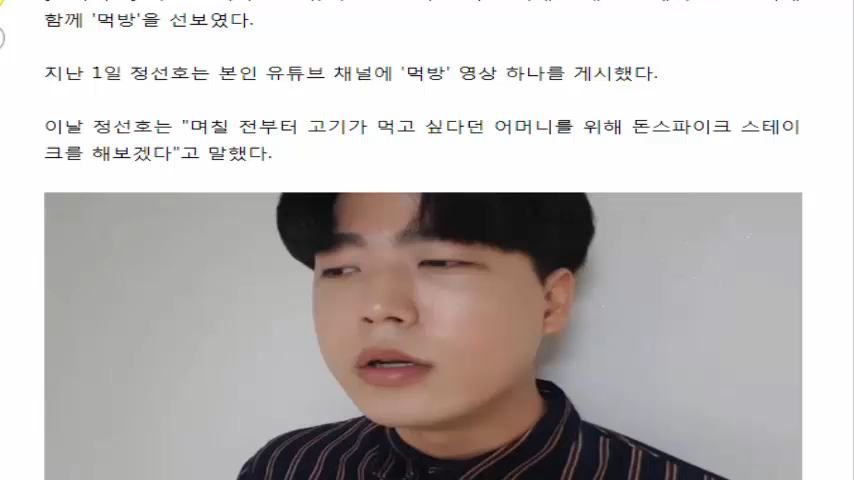 함께 '먹방'을 선보였다.
지난 1일 정선호는 본인 유튜브 채널에 '먹방' 영상 하나를 게시했다.
이날 정선호는 "며칠 전부터 고기가 먹고 싶다던 어머니를 위해 돈스파이크 스테이
크를 해보겠다"고 말했다.